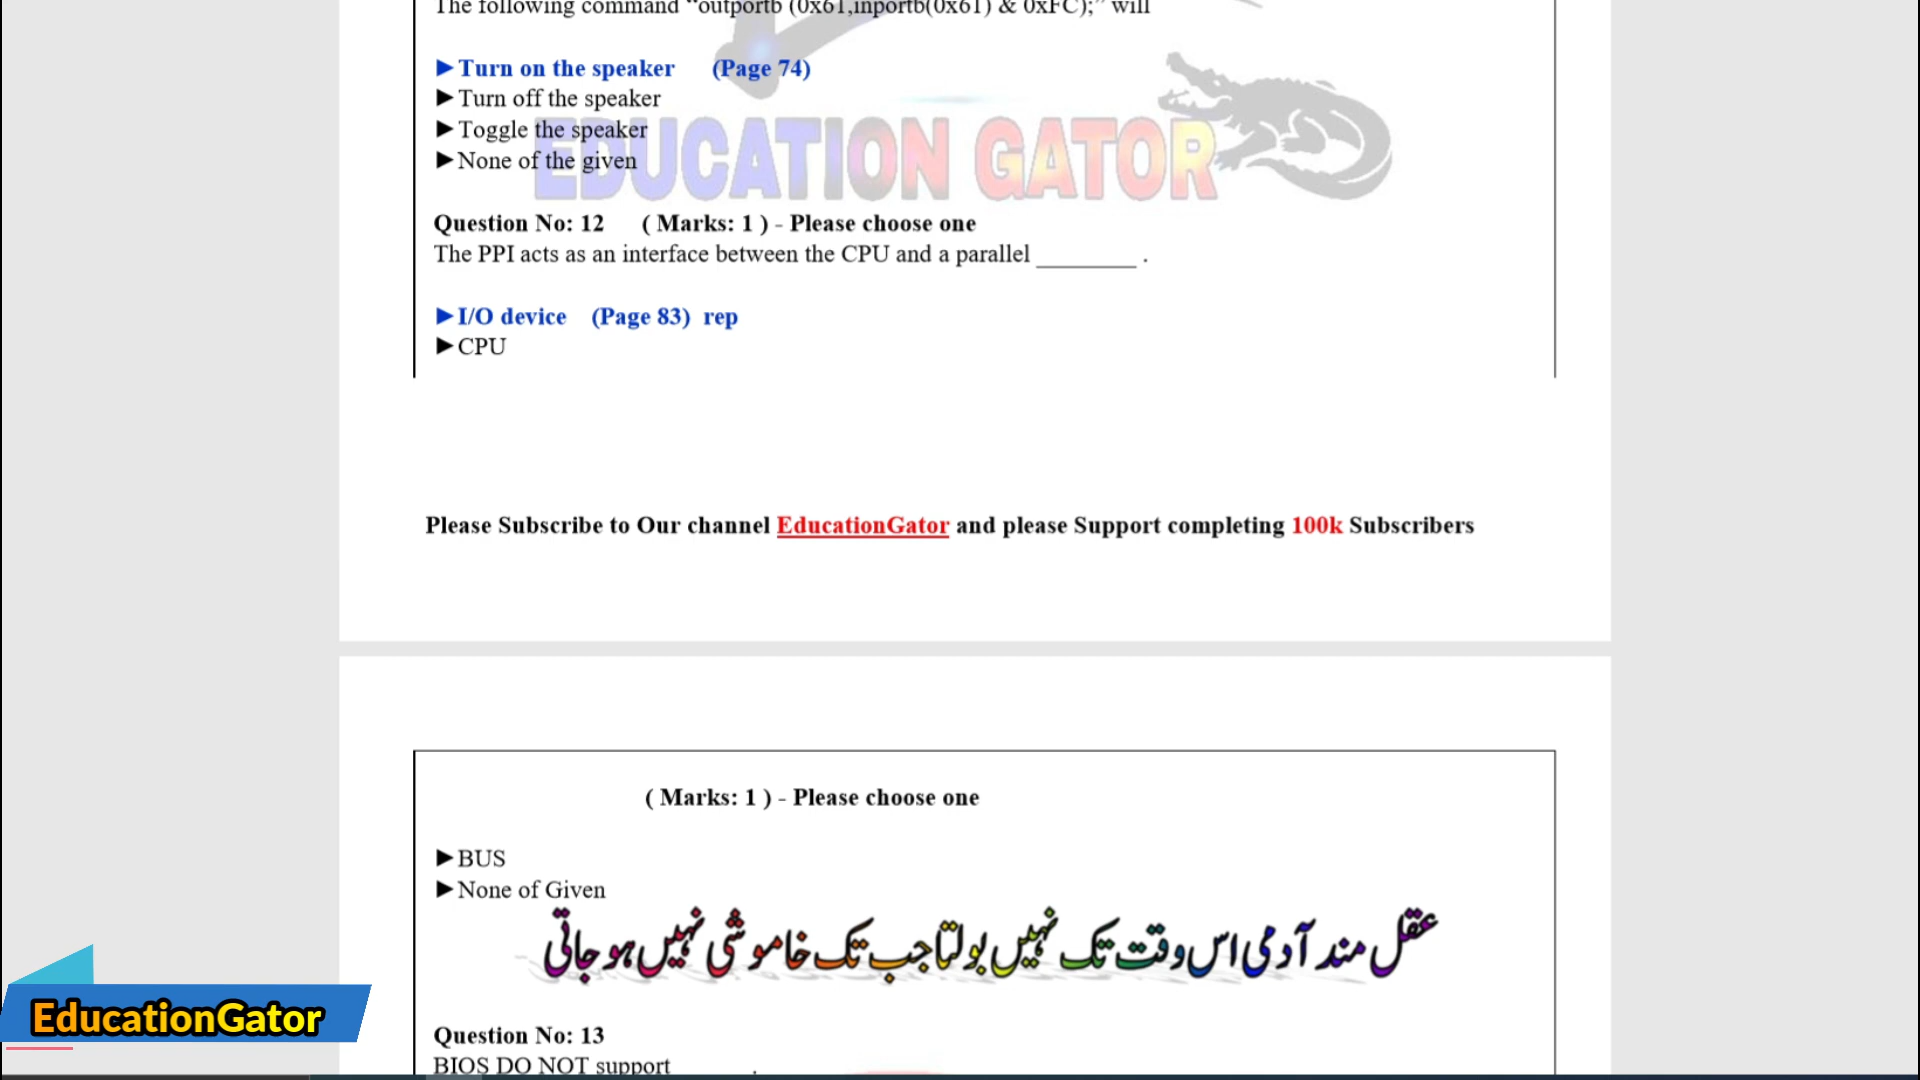 The following command “outportb (0x61,inportb(0x61) & 0xFC);” will
►Turn on the speaker (Page 74)
►Turn off the speaker
►Toggle the speaker
►None of the given
EDUCATION GATOR
Question No: 12 ( Marks: 1 ) - Please choose one
The PPI acts as an interface between the CPU and a parallel _________ .
►I/O device (Page 83) rep
►CPU
Please Subscribe to Our channel EducationGator and please Support completing 100k Subscribers
( Marks: 1 ) - Please choose one
►BUS
►None of Given
عقل مند آدمی اس وقت تک نہیں بولتا جب تک خاموشی نہیں ہو جاتی
EducationGator
Question No: 13
BIOS DO NOT support _______.